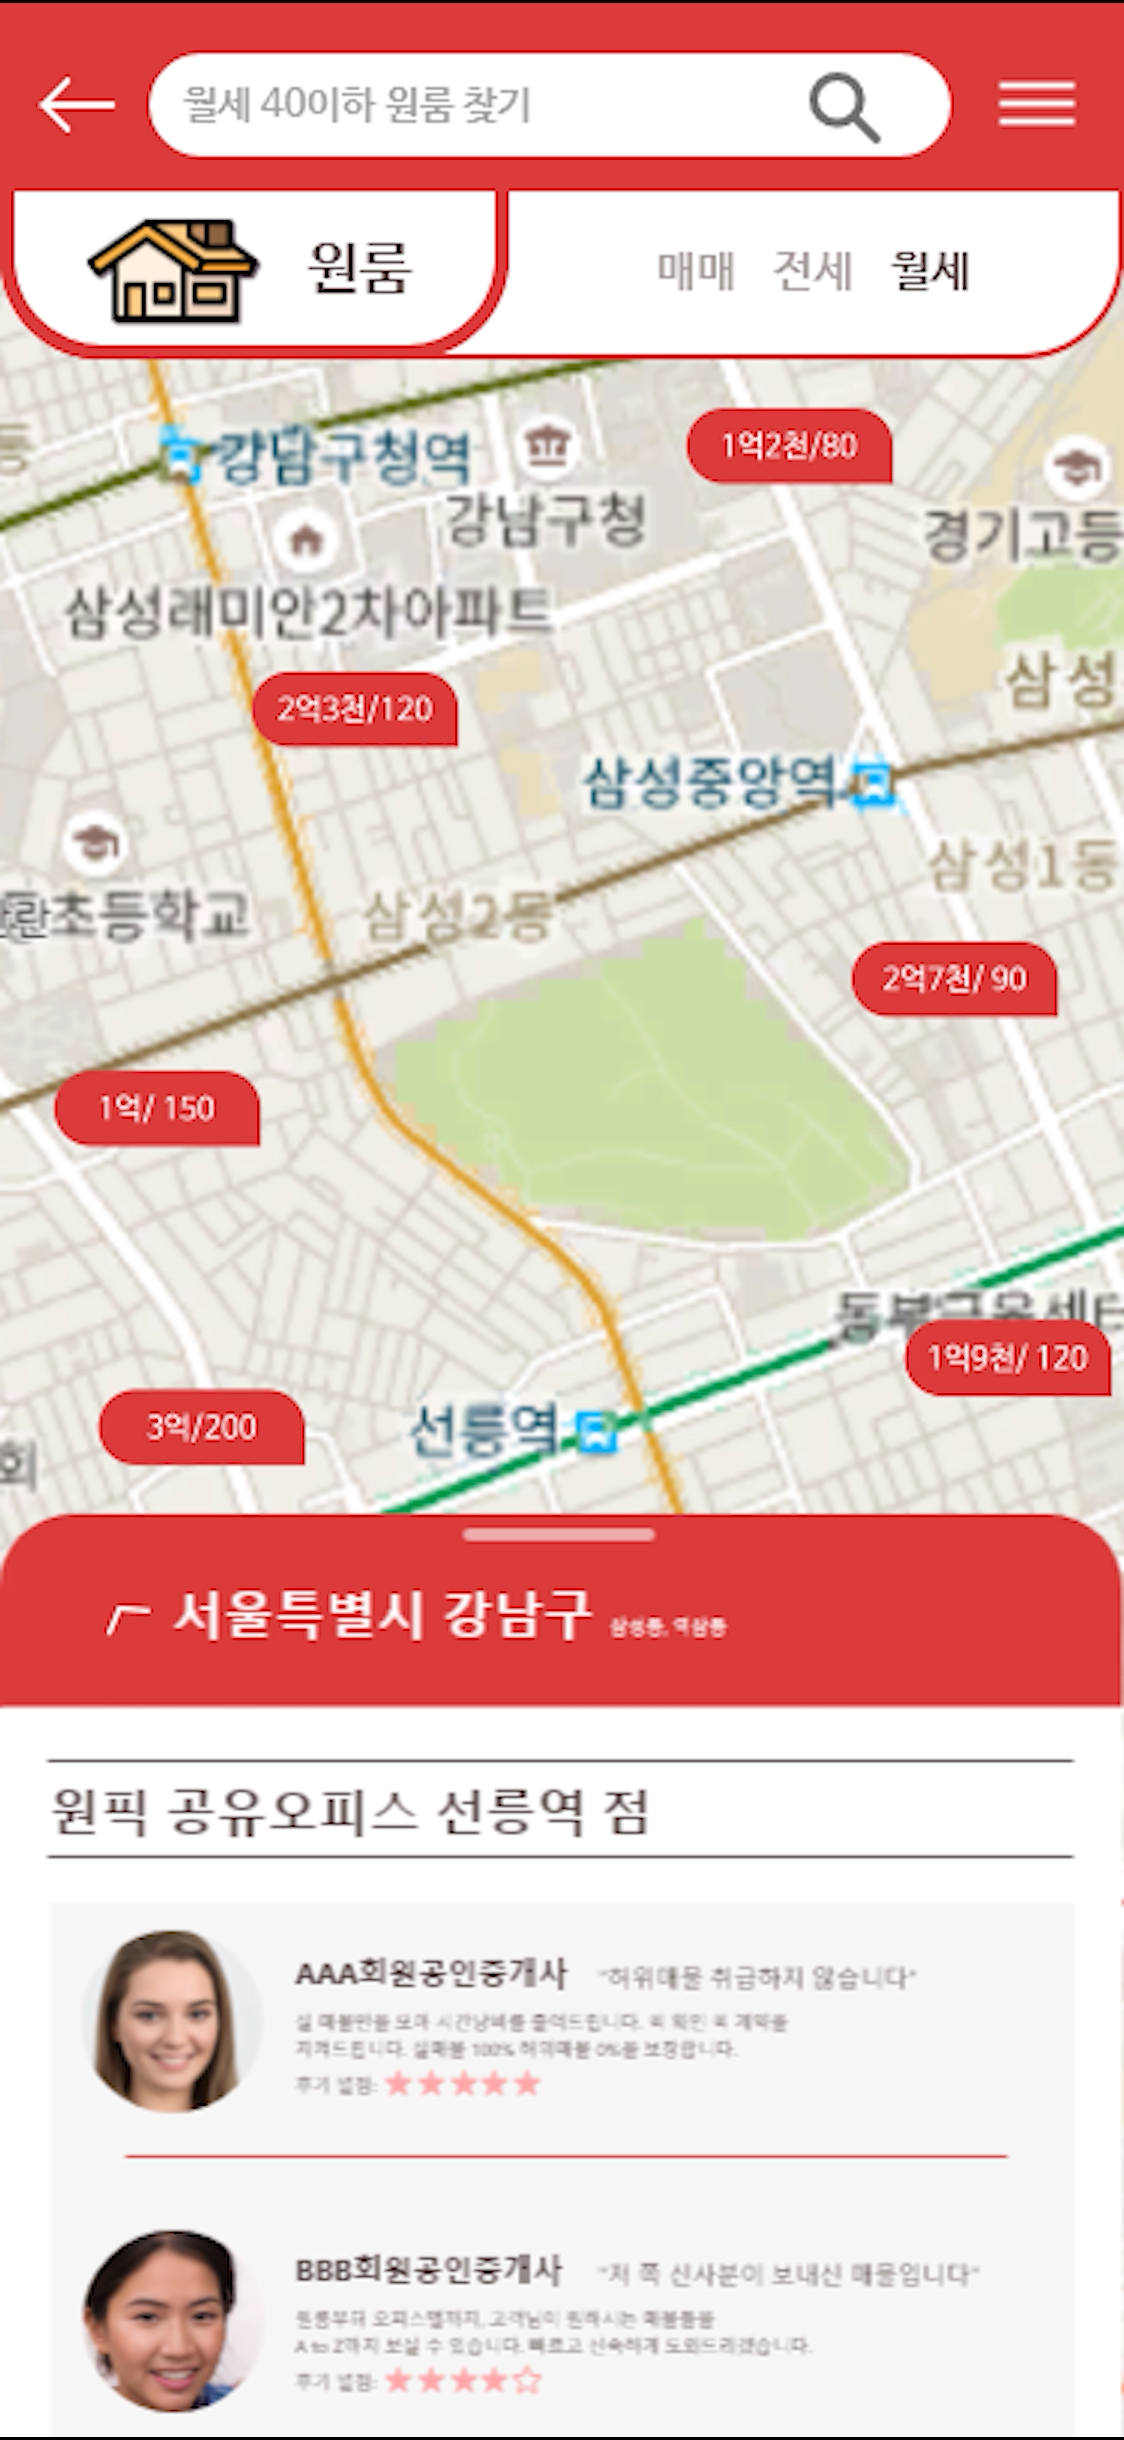 월세 40이하 원룸 찾기
원룸
매매 전세 월세
강남구청역
1억2천/80
강남구청
경기고등
삼성래미안2차아파트
삼성
2억3천/120
삼성중앙역
삼성1동
란초등학교
삼성2동
2억7천/ 90
1억/ 150
동부금융센터
1억9천/ 120
3억/200
선릉역
회
서울특별시 강남구 삼성동, 역삼동
원픽 공유오피스 선릉역 점
AAA회원공인중개사 "허위매물 취급하지 않습니다"
실 매물만을 모아 시간낭비를 줄여드립니다. 꼭 확인 꼭 계약을
지켜드립니다. 실매물 100% 허위매물 0%을 보장합니다.
후기 별점: ★★★★★
BBB회원공인중개사 "저 쪽 신사분이 보내신 매물입니다"
원룸부터 오피스텔까지, 고객님이 원하시는 매물들을
A to Z까지 보실 수 있습니다. 빠르고 신속하게 도와드리겠습니다.
후기 별점: ★★★★☆